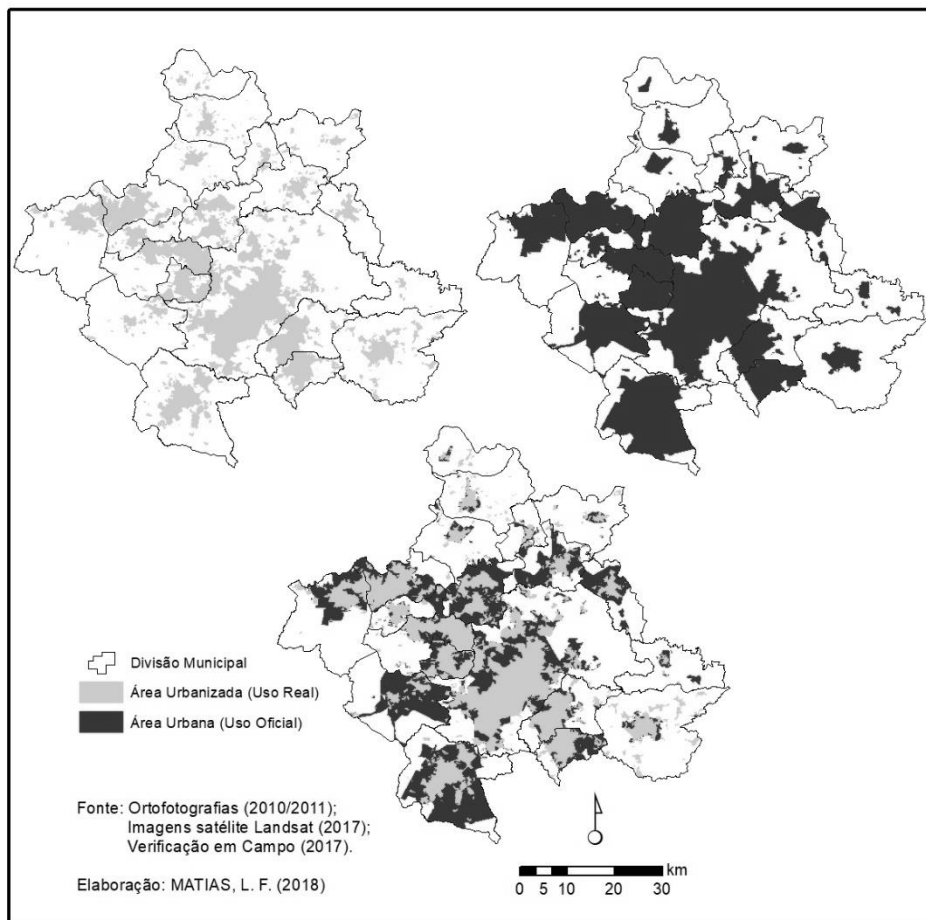 Divisão Municipal
Área Urbanizada (Uso Real)
Área Urbana (Uso Oficial)
Fonte: Ortofotografias (2010/2011);
Imagens satélite Landsat (2017);
Verificação em Campo (2017).
Elaboração: MATIAS, L. F. (2018)
km
0 5 10 20 30